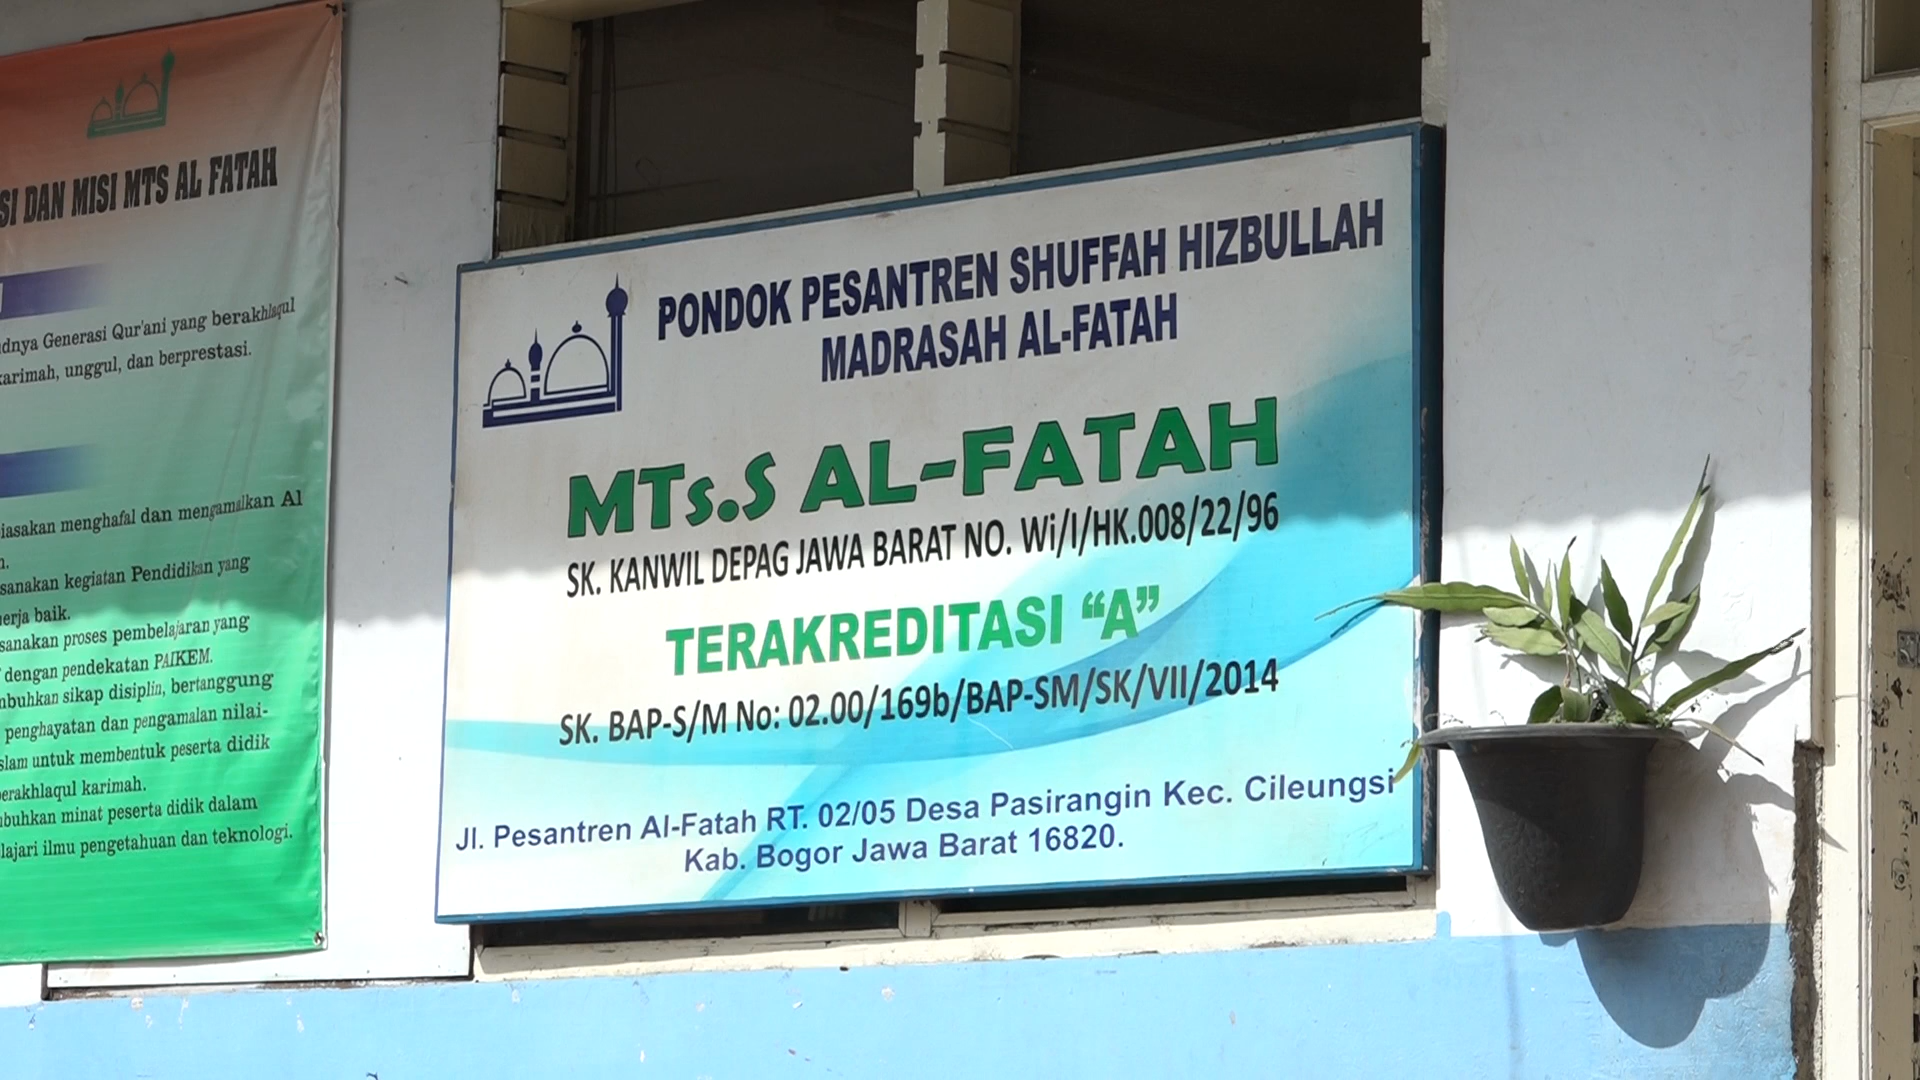 SI DAN MISI MTS AL FATAH
dnya Generasi Qur'ani yang berakhlaqul
karimah, unggul, dan berprestasi.
iasakan menghafal dan mengamalkan Al
sanakan kegiatan Pendidikan yang
erja baik.
sanakan proses pembelajaran yang
dengan pendekatan PAIKEM.
nbuhkan sikap disiplin, bertanggung
penghayatan dan pengamalan nilai-
slam untuk membentuk peserta didik
berakhlaqul karimah.
nbuhkan minat peserta didik dalam
lajari ilmu pengetahuan dan teknologi.
PONDOK PESANTREN SHUFFAH HIZBULLAH
MADRASAH AL-FATAH
MTs.S AL-FATAH
SK. KANWIL DEPAG JAWA BARAT NO. Wi/I/HK.008/22/96
TERAKREDITASI “A”
SK. BAP-S/M No: 02.00/169b/BAP-SM/SK/VII/2014
Jl. Pesantren Al-Fatah RT. 02/05 Desa Pasirangin Kec. Cileungsi
Kab. Bogor Jawa Barat 16820.